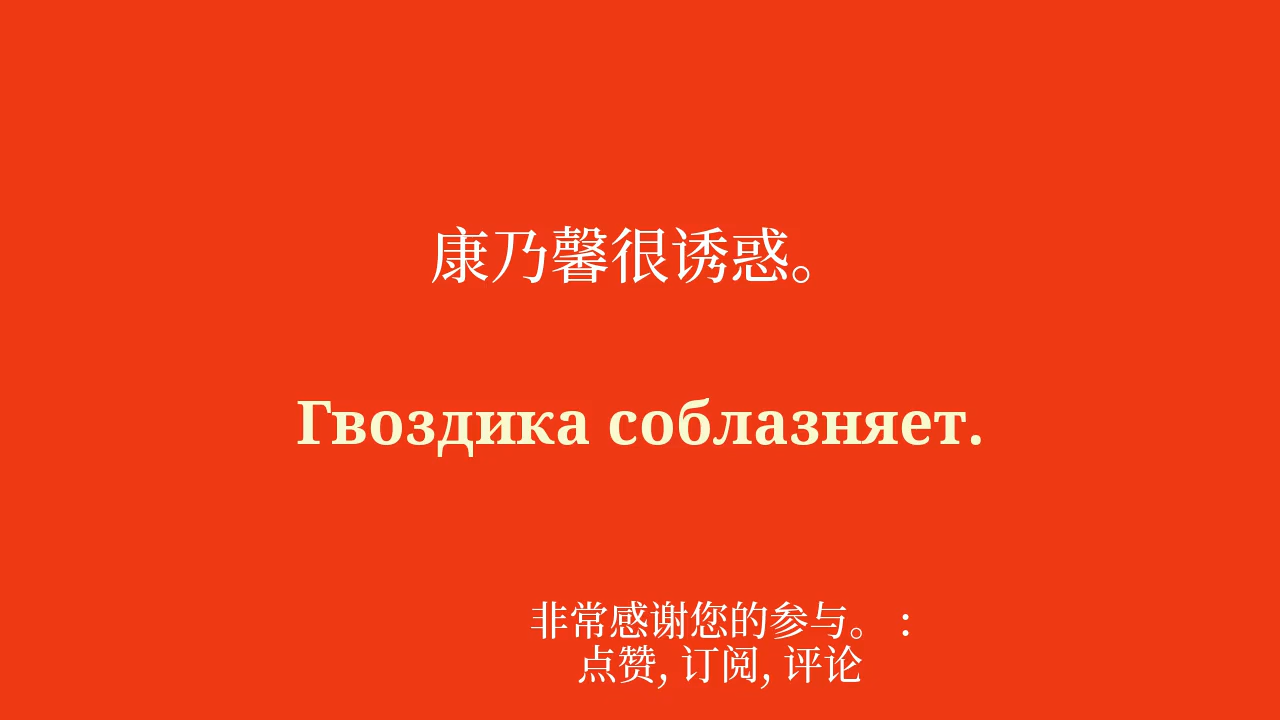 康乃馨很诱惑。
Гвоздика соблазняет.
非常感谢您的参与。 :
点赞, 订阅, 评论